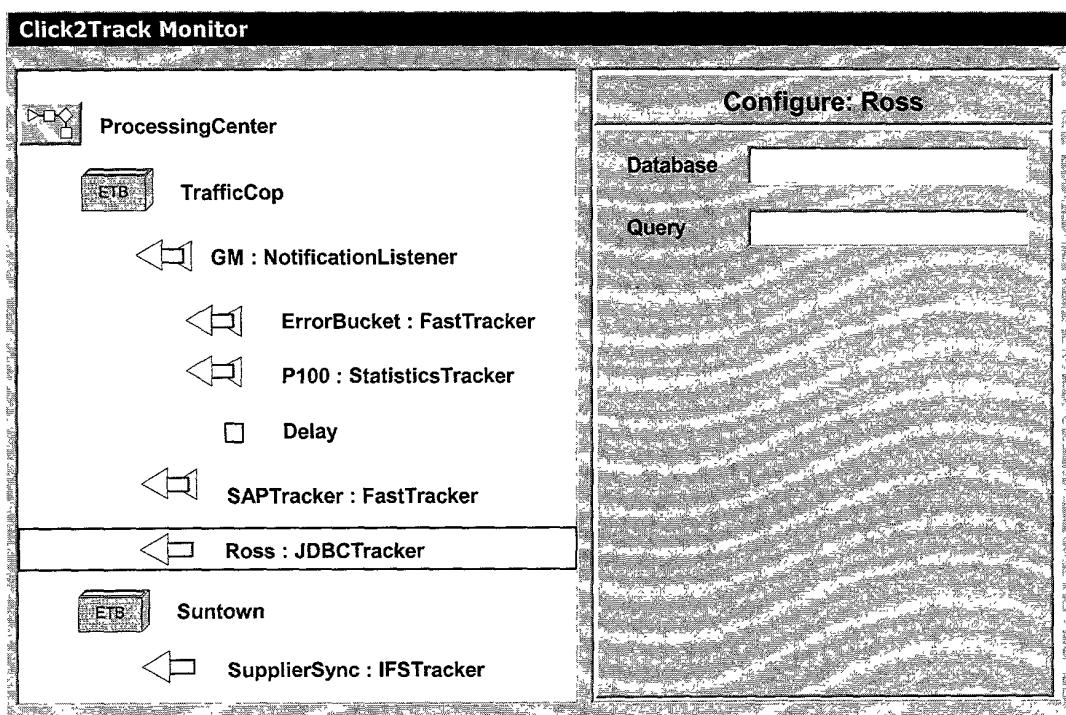 Click2Track Monitor
ProcessingCenter
ETB TrafficCop
GM : NotificationListener
ErrorBucket : FastTracker
P100 : StatisticsTracker
Delay
SAPTracker : FastTracker
Ross : JDBCTracker
ETB Suntown
SupplierSync : IFSTracker
Configure: Ross
Database
Query